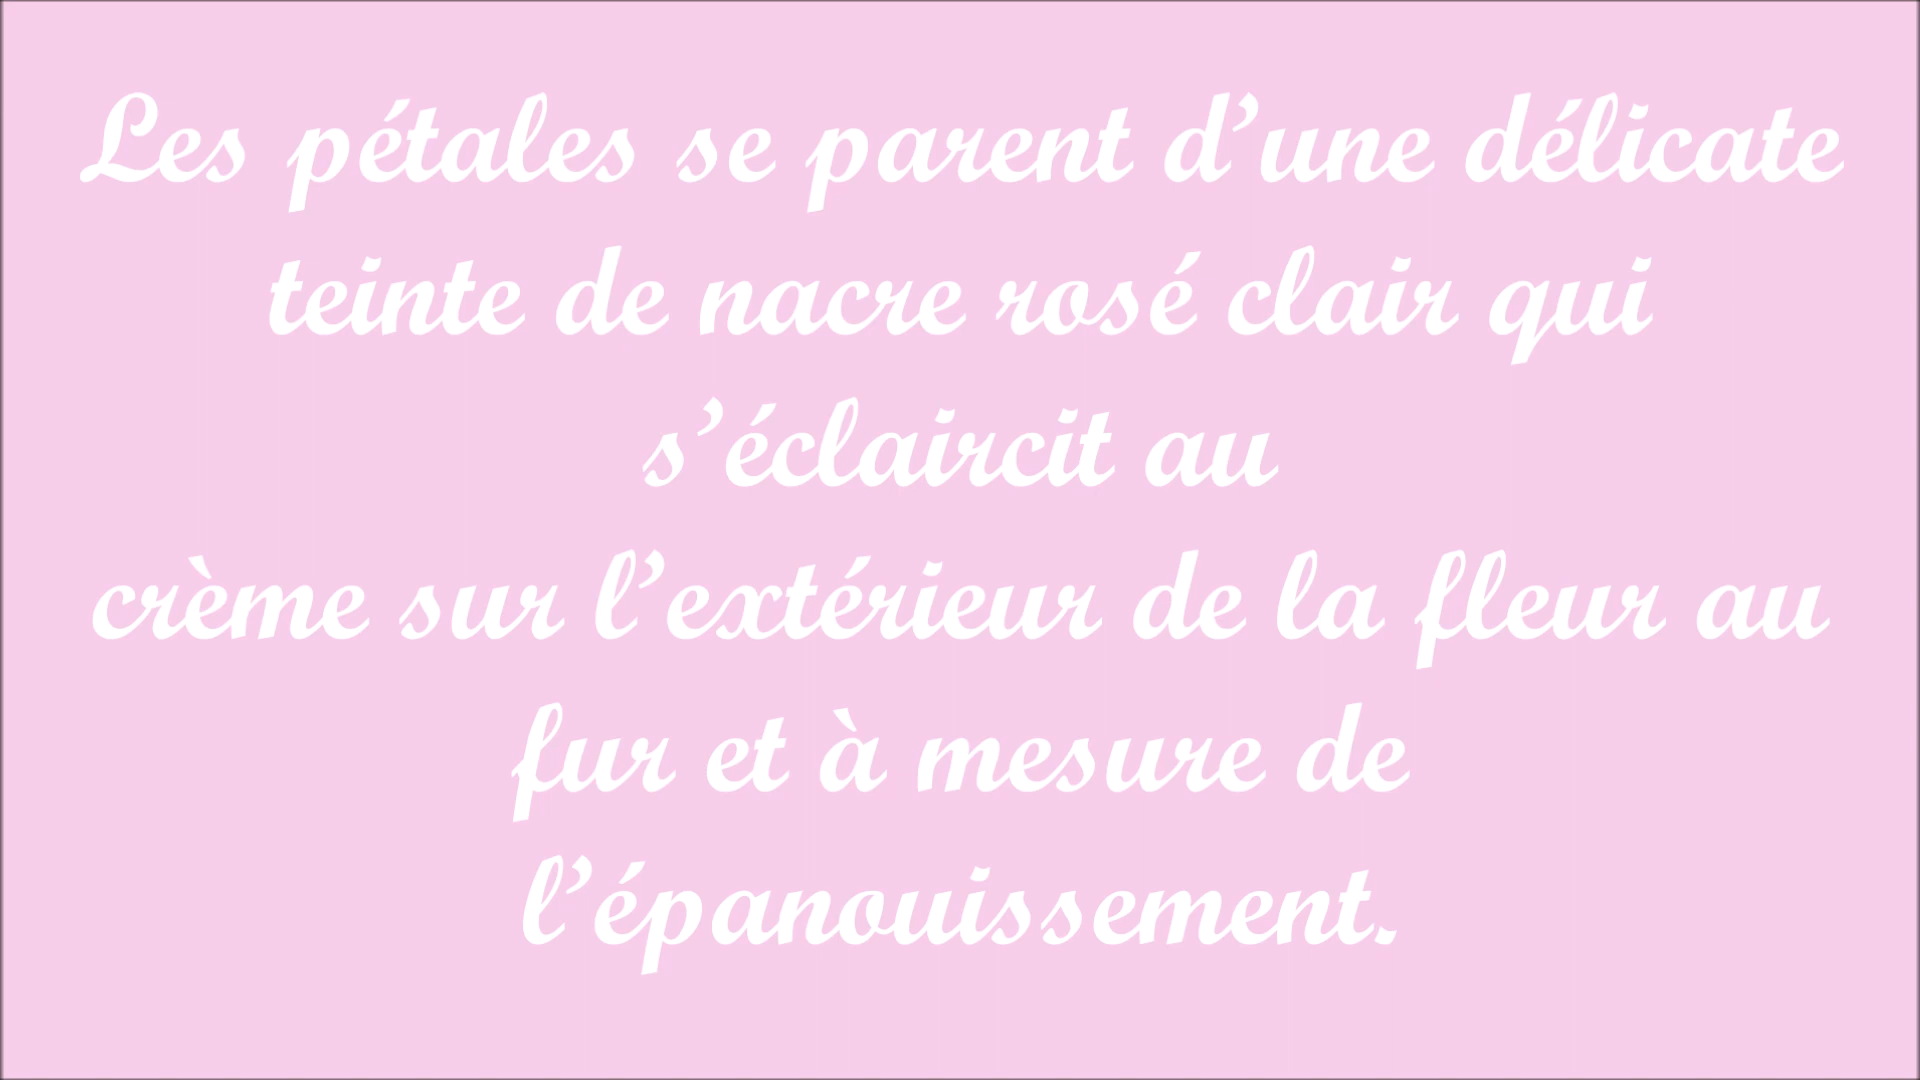 Les pétales se parent d’une délicate
teinte de nacre rosé clair qui
s’éclaircit au
crème sur l’extérieur de la fleur au
fur et à mesure de
l’épanouissement.